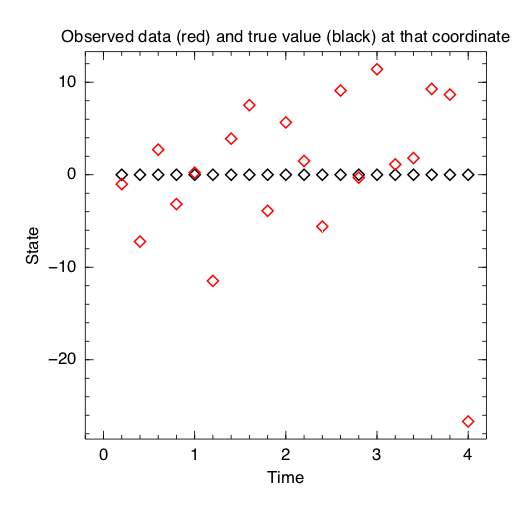 Observed data (red) and true value (black) at that coordinate
10
0
−10
−20
State
0 1 2 3 4
Time